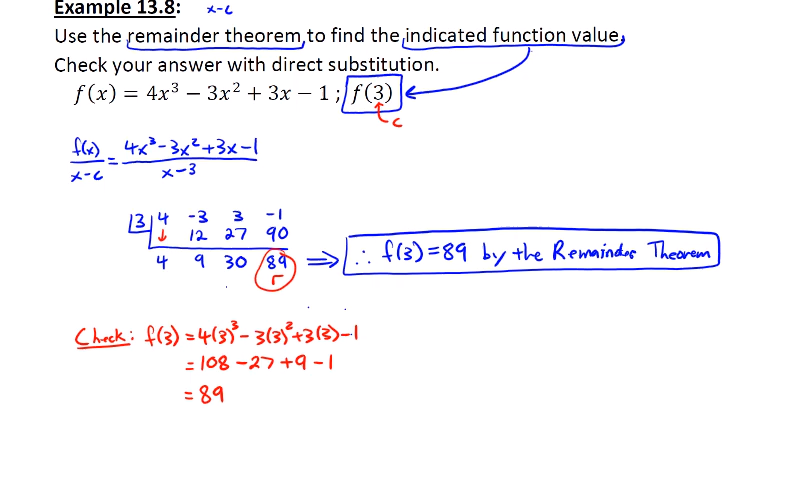 Example 13.8: x-c
Use the remainder theorem, to find the indicated function value,
Check your answer with direct substitution.
f(x) = 4x³ − 3x² + 3x − 1 ; f(3)
c
f(x)/x-c = 4x³-3x²+3x-1/x-3
3 | 4 -3 3 -1
↓ 12 27 90
4 9 30 89 ⇒ ∴ f(3)=89 by the Remainder Theorem
r
Check: f(3) = 4(3)³ - 3(3)² + 3(3) - 1
= 108 - 27 + 9 - 1
= 89